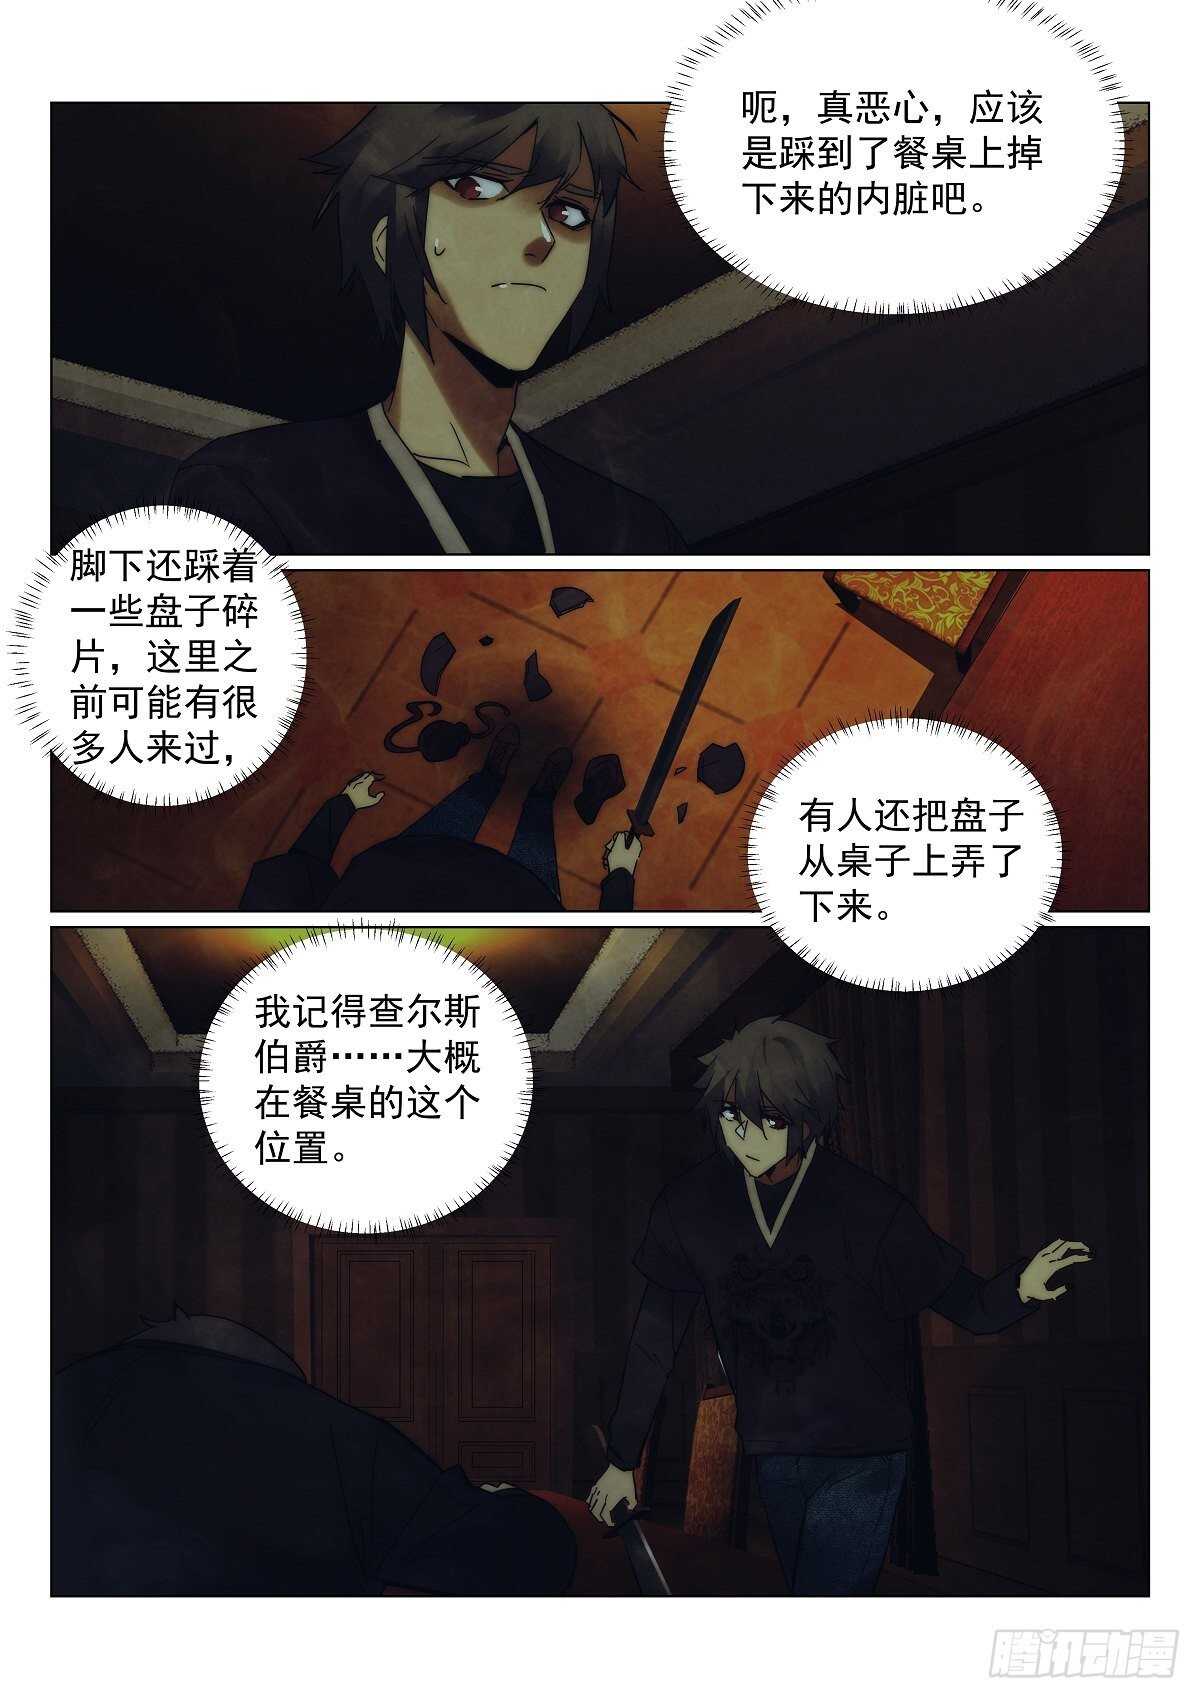 呃，真恶心，应该
是踩到了餐桌上掉
下来的内脏吧。
脚下还踩着
一些盘子碎
片，这里之
前可能有很
多人来过，
有人还把盘子
从桌子上弄了
下来。
我记得查尔斯
伯爵……大概
在餐桌的这个
位置。
腾讯动漫